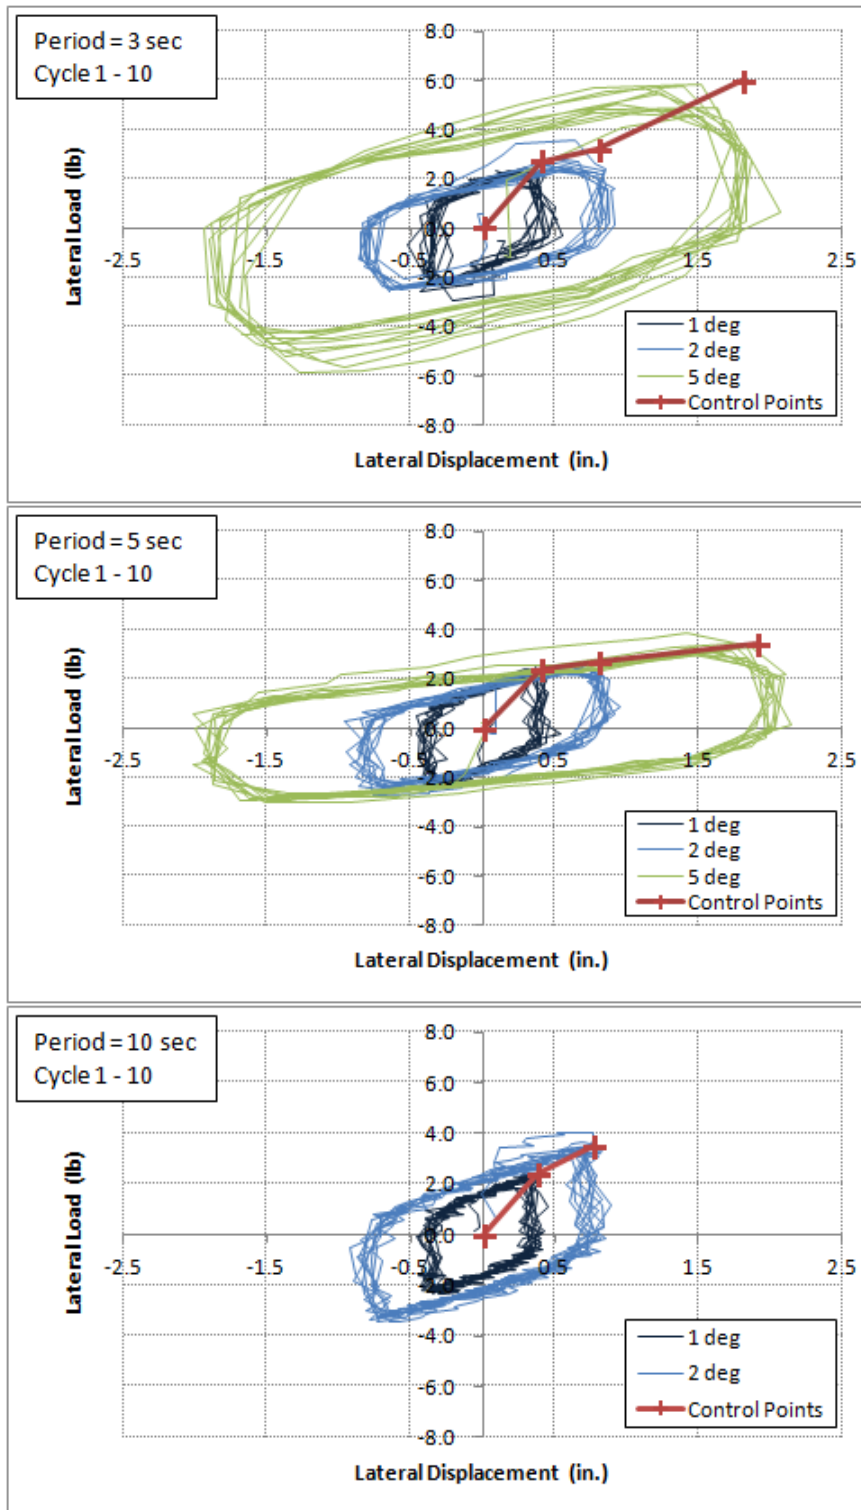 Period = 3 sec
Cycle 1 - 10
8.0
6.0
4.0
2.0
0.0
-2.5
-1.5
-0.5
0.5
1.5
2.5
-2.0
-4.0
-6.0
-8.0
Lateral Load (lb)
1 deg
2 deg
5 deg
Control Points
Lateral Displacement (in.)
Period = 5 sec
Cycle 1 - 10
8.0
6.0
4.0
2.0
0.0
-2.5
-1.5
-0.5
0.5
1.5
2.5
-2.0
-4.0
-6.0
-8.0
Lateral Load (lb)
1 deg
2 deg
5 deg
Control Points
Lateral Displacement (in.)
Period = 10 sec
Cycle 1 - 10
8.0
6.0
4.0
2.0
0.0
-2.5
-1.5
-0.5
0.5
1.5
2.5
-2.0
-4.0
-6.0
-8.0
Lateral Load (lb)
1 deg
2 deg
Control Points
Lateral Displacement (in.)